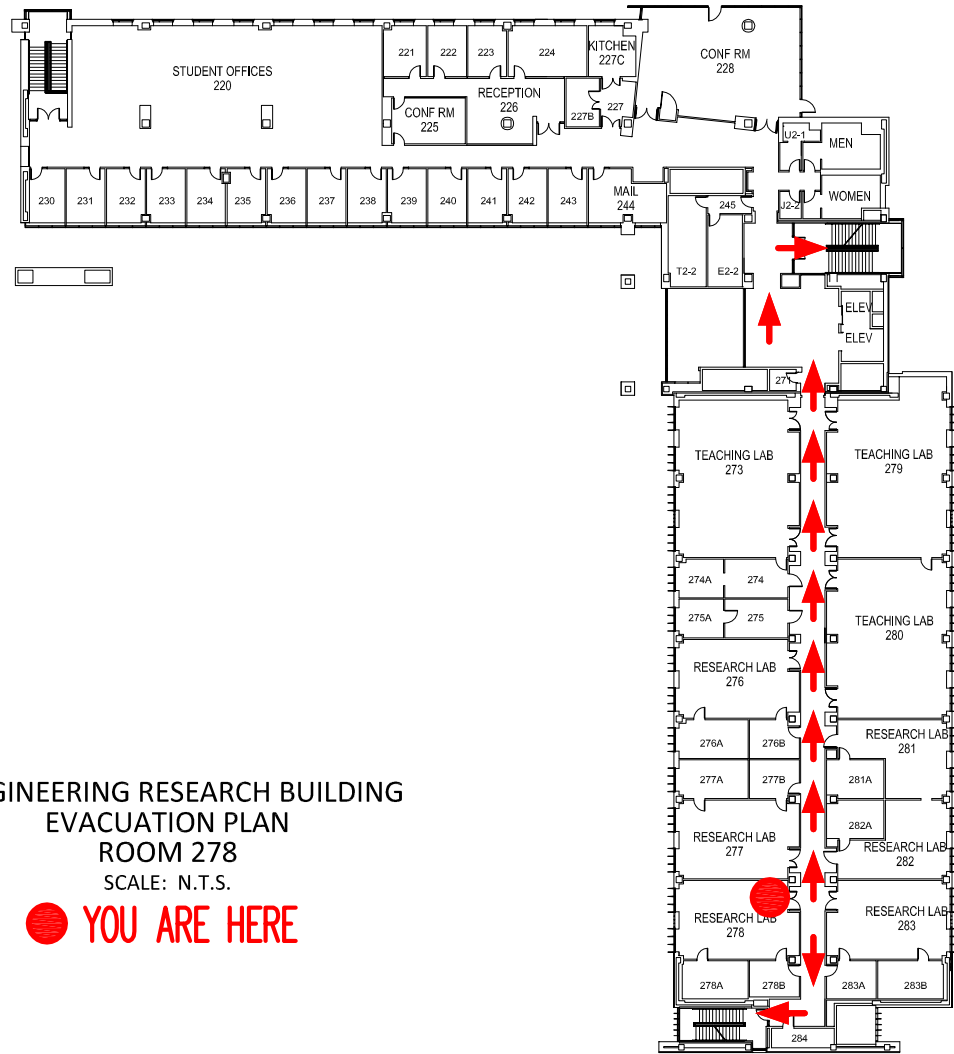 221
222
223
224
KITCHEN
227C
CONF RM
228
STUDENT OFFICES
220
RECEPTION
226
CONF RM
225
227B
227
U2-1
MEN
230
231
232
233
234
235
236
237
238
239
240
241
242
243
MAIL
244
245
J2-2
WOMEN
T2-2
E2-2
ELEV
ELEV
271
TEACHING LAB
273
TEACHING LAB
279
274A
274
275A
275
TEACHING LAB
280
RESEARCH LAB
276
276A
276B
RESEARCH LAB
281
277A
277B
281A
282A
RESEARCH LAB
277
RESEARCH LAB
282
RESEARCH LAB
278
RESEARCH LAB
283
278A
278B
283A
283B
284
GINEERING RESEARCH BUILDING
EVACUATION PLAN
ROOM 278
SCALE: N.T.S.
YOU ARE HERE